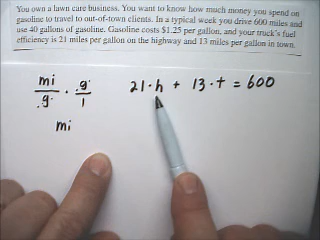 You own a lawn care business. You want to know how much money you spend on
gasoline to travel to out-of-town clients. In a typical week you drive 600 miles and
use 40 gallons of gasoline. Gasoline costs $1.25 per gallon, and your truck's fuel
efficiency is 21 miles per gallon on the highway and 13 miles per gallon in town.
mi/g · g/1 21·h + 13·t = 600
mi